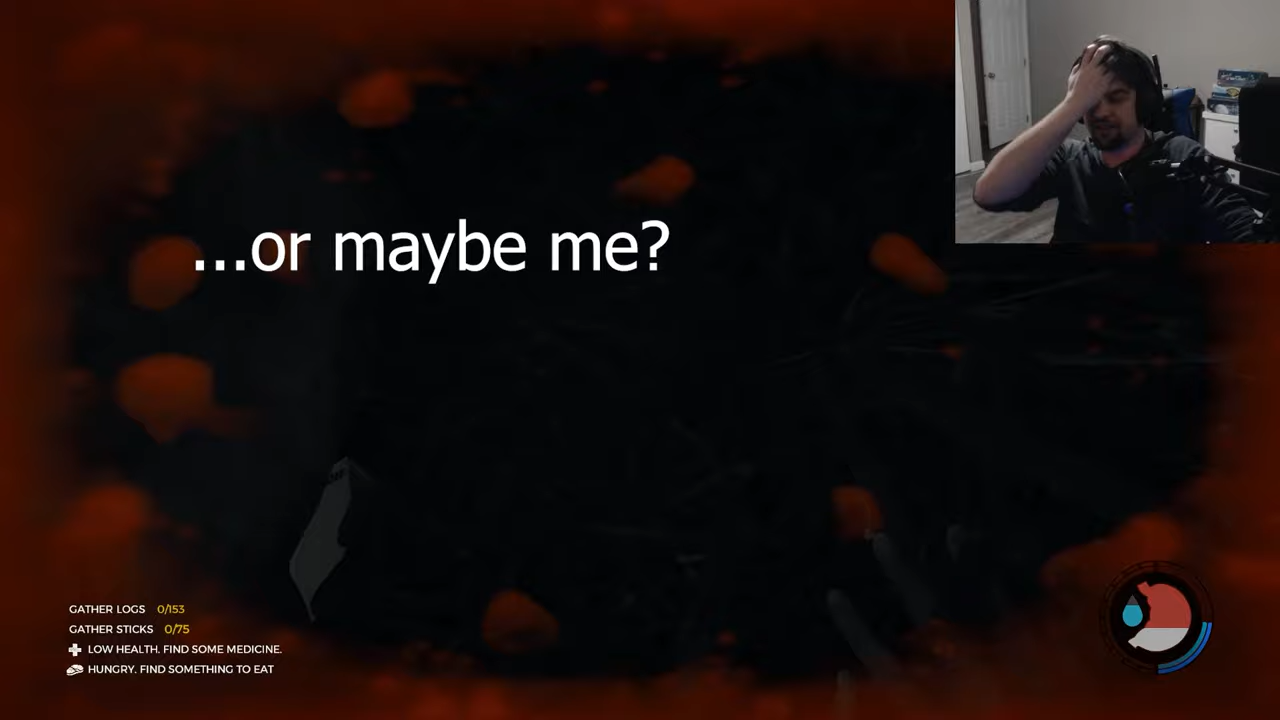 ...or maybe me?
GATHER LOGS 0/153
GATHER STICKS 0/75
LOW HEALTH. FIND SOME MEDICINE.
HUNGRY. FIND SOMETHING TO EAT